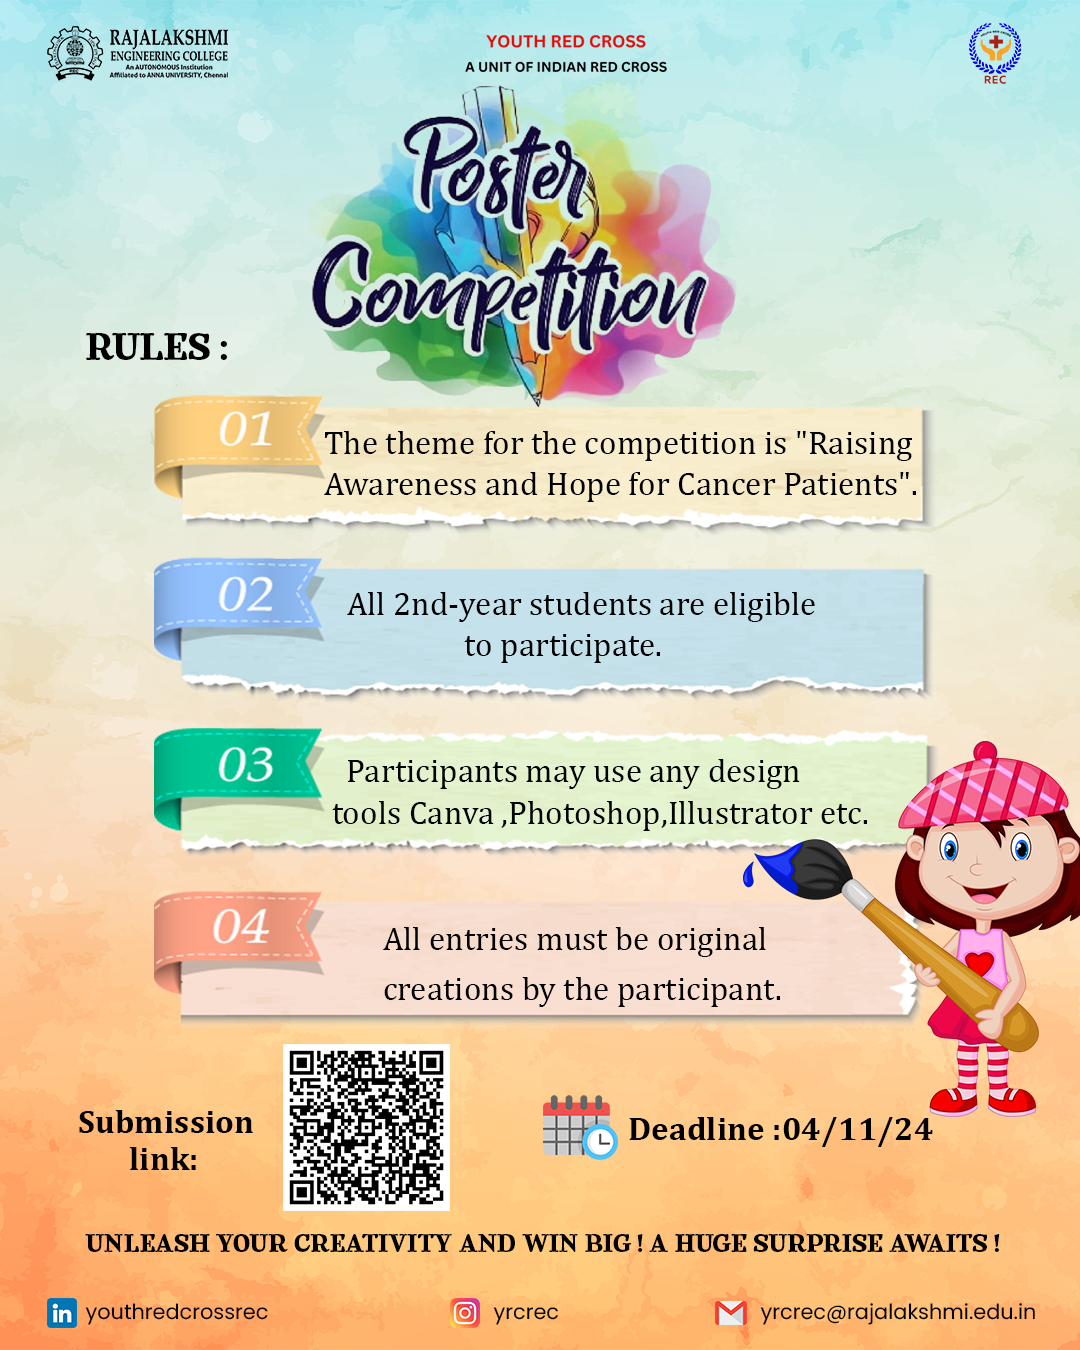 RAJALAKSHMI
ENGINEERING COLLEGE
An AUTONOMOUS Institution
Affiliated to ANNA UNIVERSITY, Chennai
YOUTH RED CROSS
A UNIT OF INDIAN RED CROSS
YOUTH RED CROSS
REC
Poster
Competition
RULES :
01
The theme for the competition is "Raising
Awareness and Hope for Cancer Patients".
02
All 2nd-year students are eligible
to participate.
03
Participants may use any design
tools Canva ,Photoshop,Illustrator etc.
04
All entries must be original
creations by the participant.
Submission
link:
Deadline :04/11/24
UNLEASH YOUR CREATIVITY AND WIN BIG ! A HUGE SURPRISE AWAITS !
in youthredcrossrec
yrcrec
yrcrec@rajalakshmi.edu.in